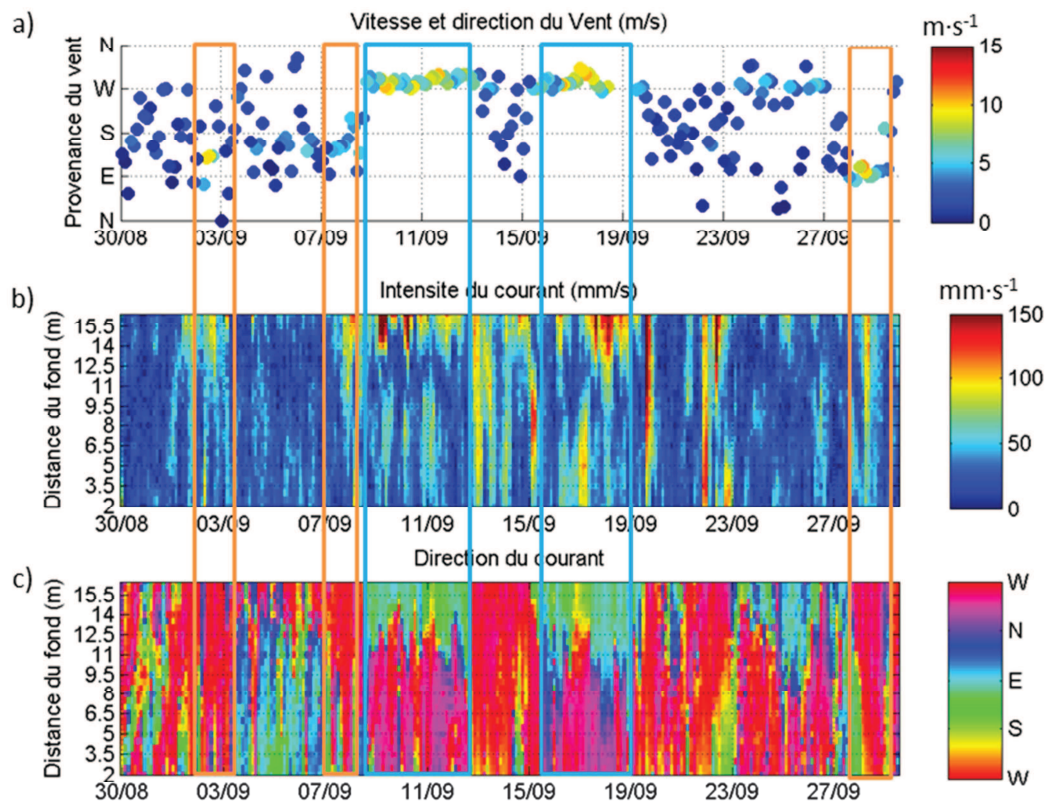 a)
Vitesse et direction du Vent (m/s)
m·s⁻¹
Provenance du vent
N
W
S
E
N
30/08 03/09 07/09 11/09 15/09 19/09 23/09 27/09
15
10
5
0
b)
Intensite du courant (mm/s)
mm·s⁻¹
Distance du fond (m)
15.5
14
12.5
11
9.5
8
6.5
5
3.5
2
30/08 03/09 07/09 11/09 15/09 19/09 23/09 27/09
150
100
50
0
c)
Direction du courant
Distance du fond (m)
15.5
14
12.5
11
9.5
8
6.5
5
3.5
2
30/08 03/09 07/09 11/09 15/09 19/09 23/09 27/09
W
N
E
S
W